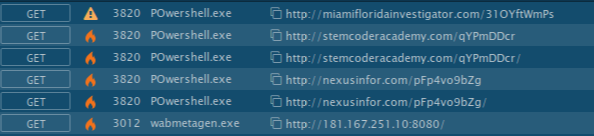 GET 3820 POwershell.exe http://miamifloridainvestigator.com/31OYftWmPs
GET 3820 POwershell.exe http://stemcoderacademy.com/qYPmDDcr
GET 3820 POwershell.exe http://stemcoderacademy.com/qYPmDDcr/
GET 3820 POwershell.exe http://nexusinfor.com/pFp4vo9bZg
GET 3820 POwershell.exe http://nexusinfor.com/pFp4vo9bZg/
GET 3012 wabmetagen.exe http://181.167.251.10:8080/